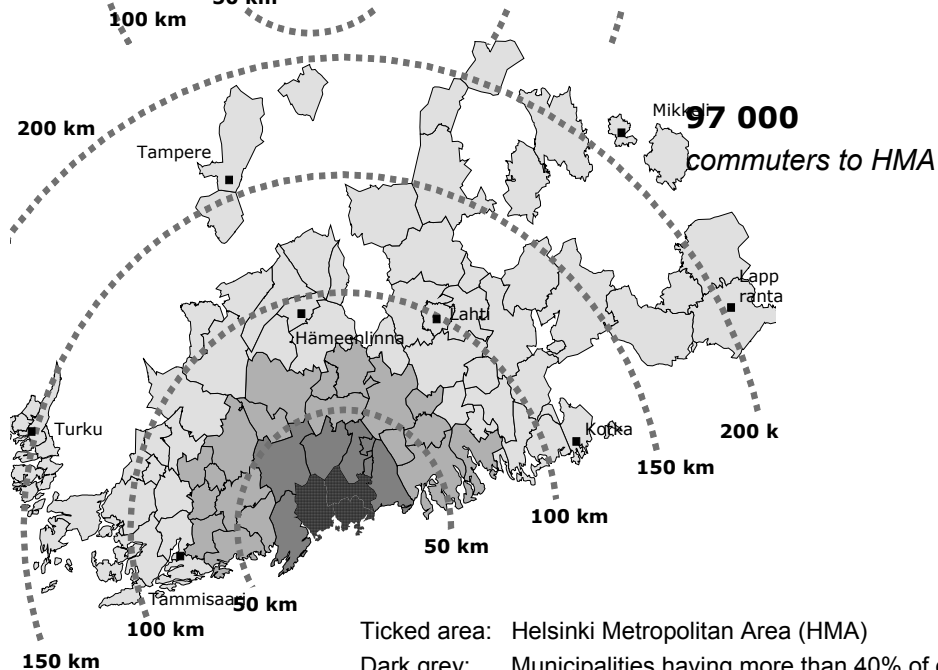 50 km
100 km
200 km
Mikkeli
97 000
commuters to HMA
Tampere
Lapp
ranta
Lahti
Hämeenlinna
Turku
Kotka
200 k
150 km
100 km
50 km
Tammisaari
50 km
100 km
150 km
Ticked area: Helsinki Metropolitan Area (HMA)
Dark grey: Municipalities having more than 40% of